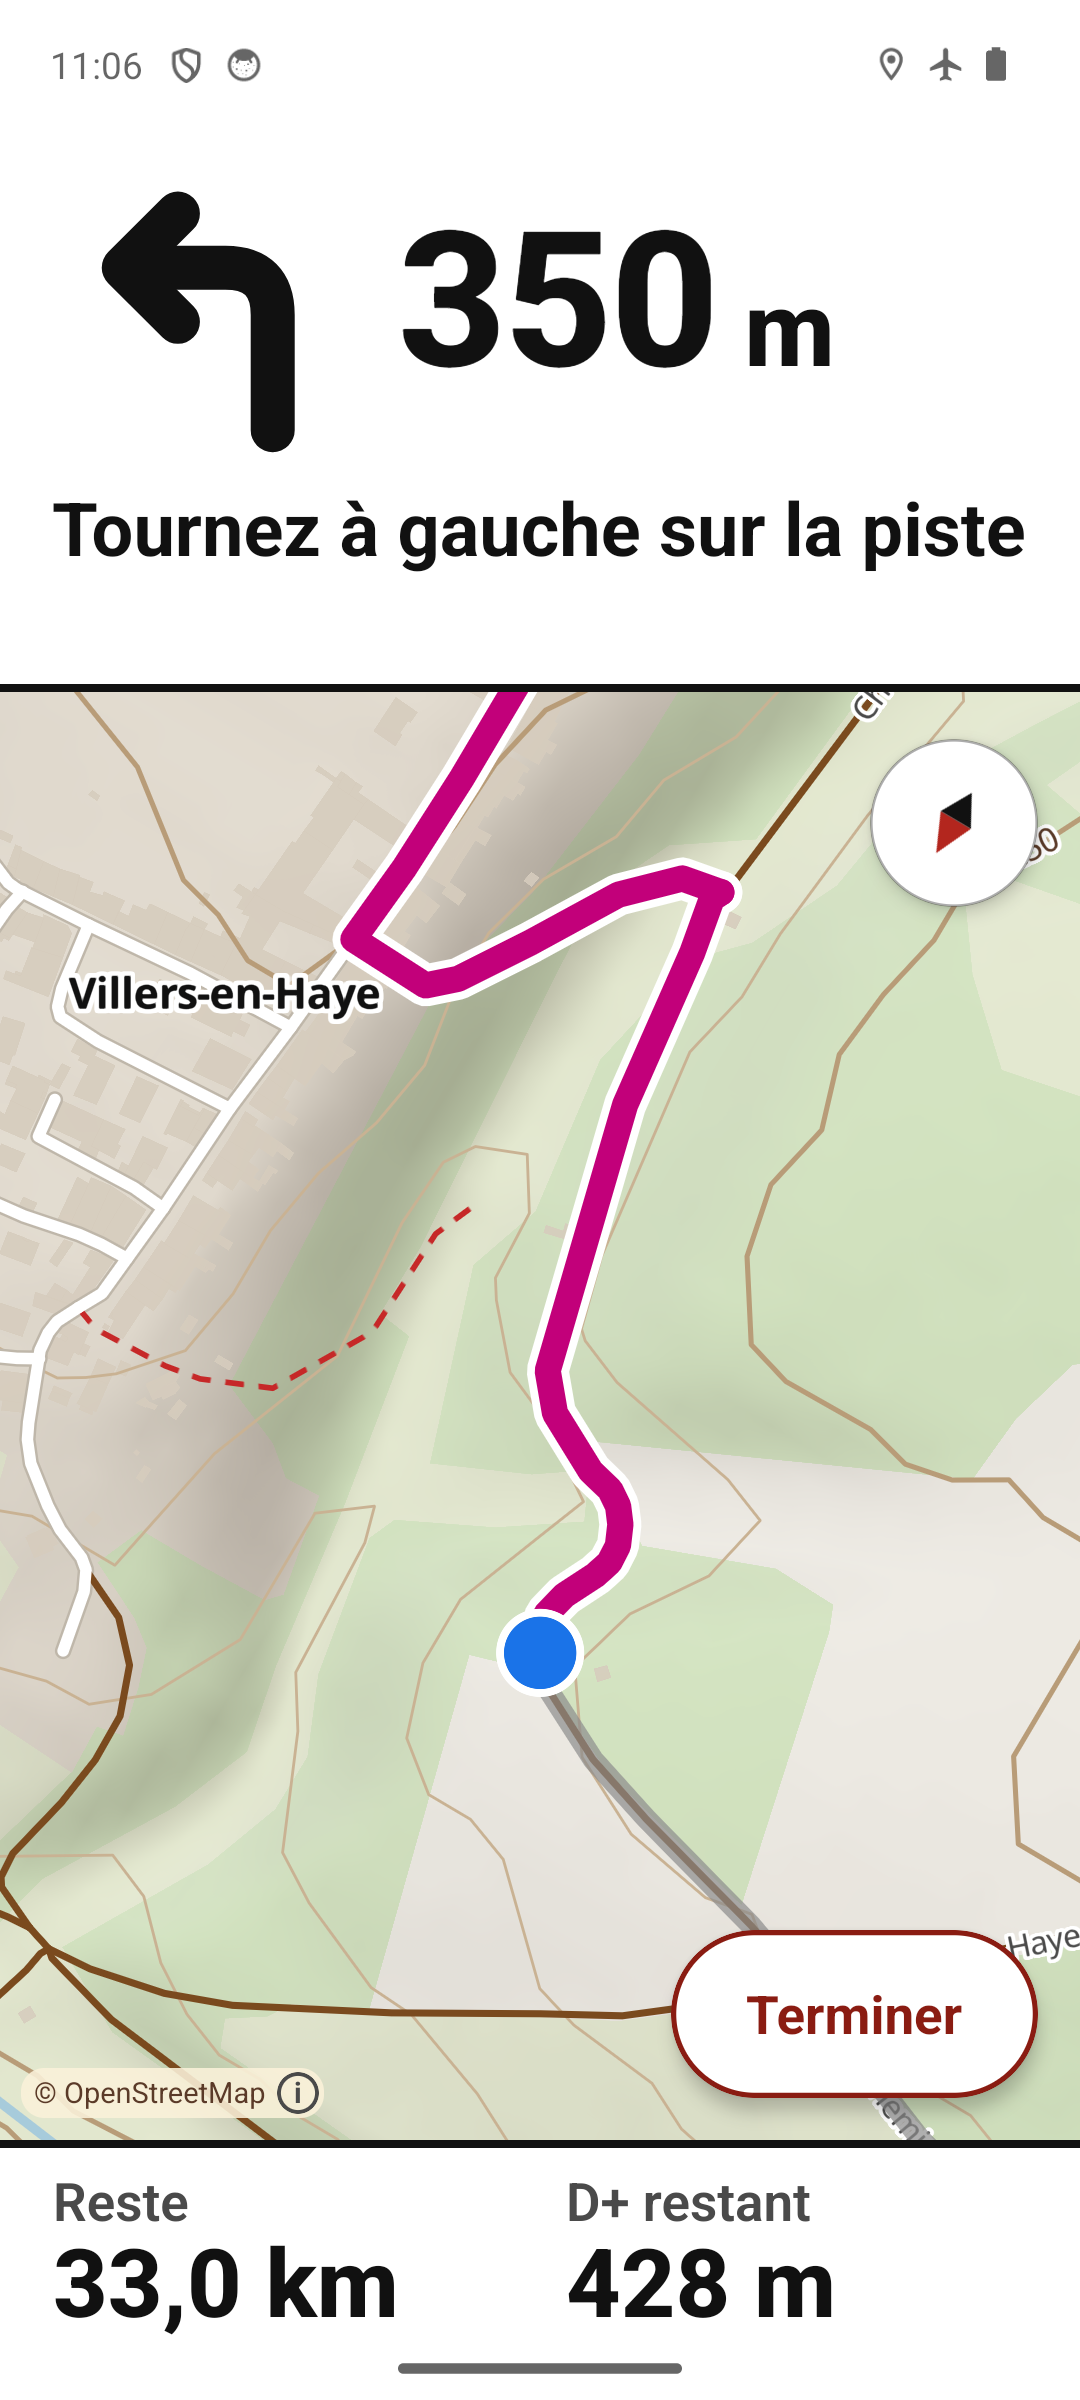 11:06
350 m
Tournez à gauche sur la piste
Villers-en-Haye
Terminer
© OpenStreetMap
Reste
D+ restant
33,0 km
428 m